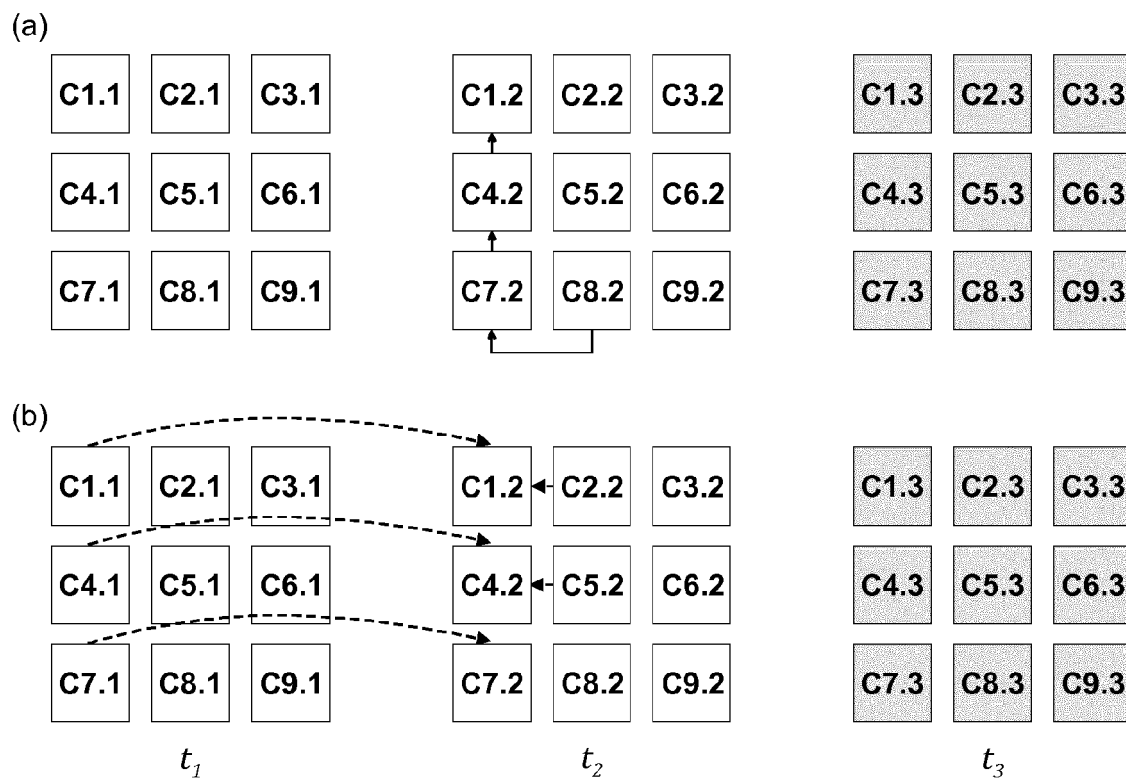 (a)
C1.1 C2.1 C3.1 C1.2 C2.2 C3.2 C1.3 C2.3 C3.3
C4.1 C5.1 C6.1 C4.2 C5.2 C6.2 C4.3 C5.3 C6.3
C7.1 C8.1 C9.1 C7.2 C8.2 C9.2 C7.3 C8.3 C9.3
(b)
C1.1 C2.1 C3.1 C1.2 C2.2 C3.2 C1.3 C2.3 C3.3
C4.1 C5.1 C6.1 C4.2 C5.2 C6.2 C4.3 C5.3 C6.3
C7.1 C8.1 C9.1 C7.2 C8.2 C9.2 C7.3 C8.3 C9.3
t1 t2 t3